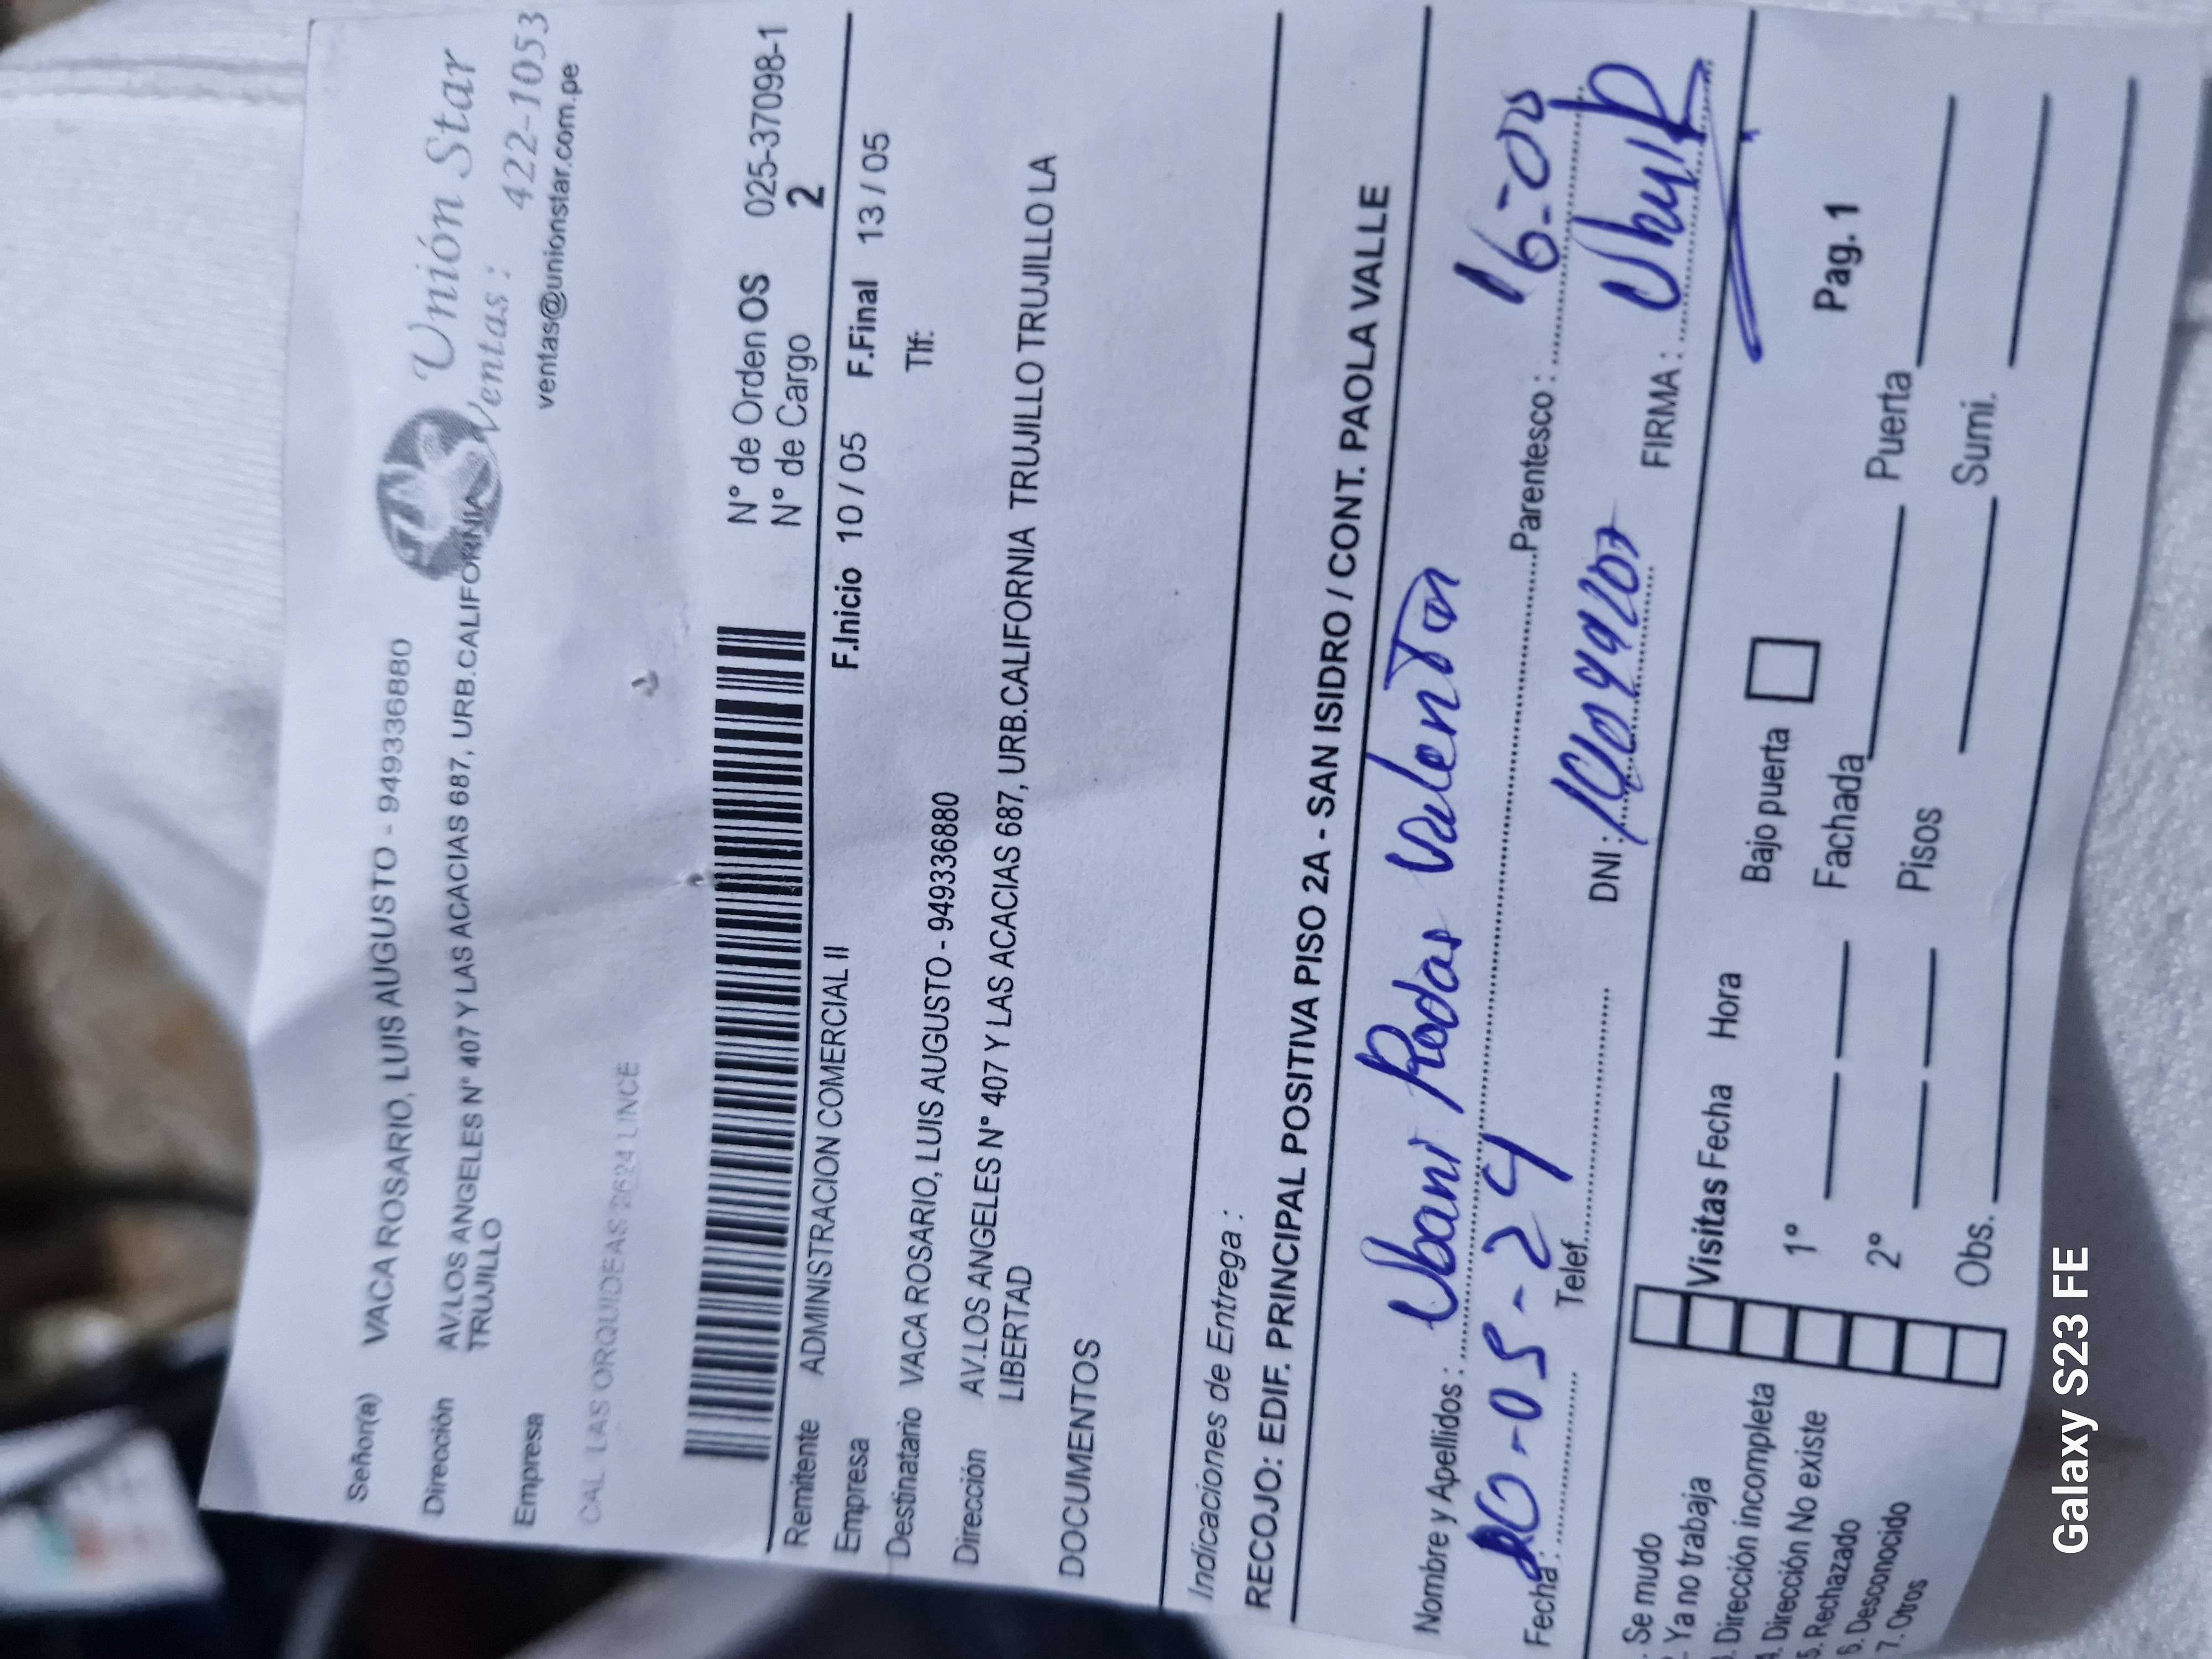 Señor(a) VACA ROSARIO, LUIS AUGUSTO - 949336880
Unión Star
Dirección AV.LOS ANGELES N° 407 Y LAS ACACIAS 687, URB.CALIFORNIA
TRUJILLO
Ventas: 422-1053
ventas@unionstar.com.pe
Empresa
CAL. LAS ORQUIDEAS 2624 LINCE
N° de Orden OS 025-37098-1
N° de Cargo 2
Remitente ADMINISTRACION COMERCIAL II
F.Inicio 10 / 05 F.Final 13 / 05
Empresa
Destinatario VACA ROSARIO, LUIS AUGUSTO - 949336880 Tlf:
Dirección AV.LOS ANGELES N° 407 Y LAS ACACIAS 687, URB.CALIFORNIA TRUJILLO TRUJILLO LA
LIBERTAD
DOCUMENTOS
Indicaciones de Entrega :
RECOJO: EDIF. PRINCIPAL POSITIVA PISO 2A - SAN ISIDRO / CONT. PAOLA VALLE
Nombre y Apellidos : Ubani Rodas Valentin
Parentesco : 16-00
Fecha: 10-05-24
Telef.
DNI:
FIRMA :
Se mudo
Ya no trabaja
Dirección incompleta
Dirección No existe
5. Rechazado
6. Desconocido
7. Otros
Visitas Fecha Hora
Bajo puerta
Pag. 1
1°
Fachada
Puerta
2°
Pisos
Sumi.
Obs.
Galaxy S23 FE